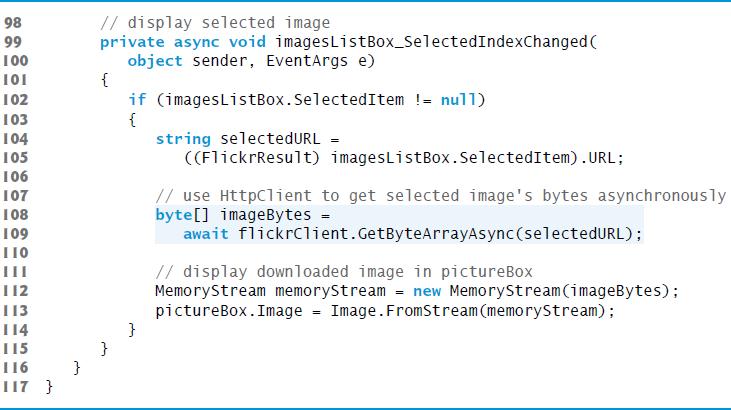 98 // display selected image
99 private async void imagesListBox_SelectedIndexChanged(
100 object sender, EventArgs e)
101 {
102 if (imagesListBox.SelectedItem != null)
103 {
104 string selectedURL =
105 ((FlickrResult) imagesListBox.SelectedItem).URL;
106
107 // use HttpClient to get selected image's bytes asynchronously
108 byte[] imageBytes =
109 await flickrClient.GetByteArrayAsync(selectedURL);
110
111 // display downloaded image in pictureBox
112 MemoryStream memoryStream = new MemoryStream(imageBytes);
113 pictureBox.Image = Image.FromStream(memoryStream);
114 }
115 }
116 }
117 }